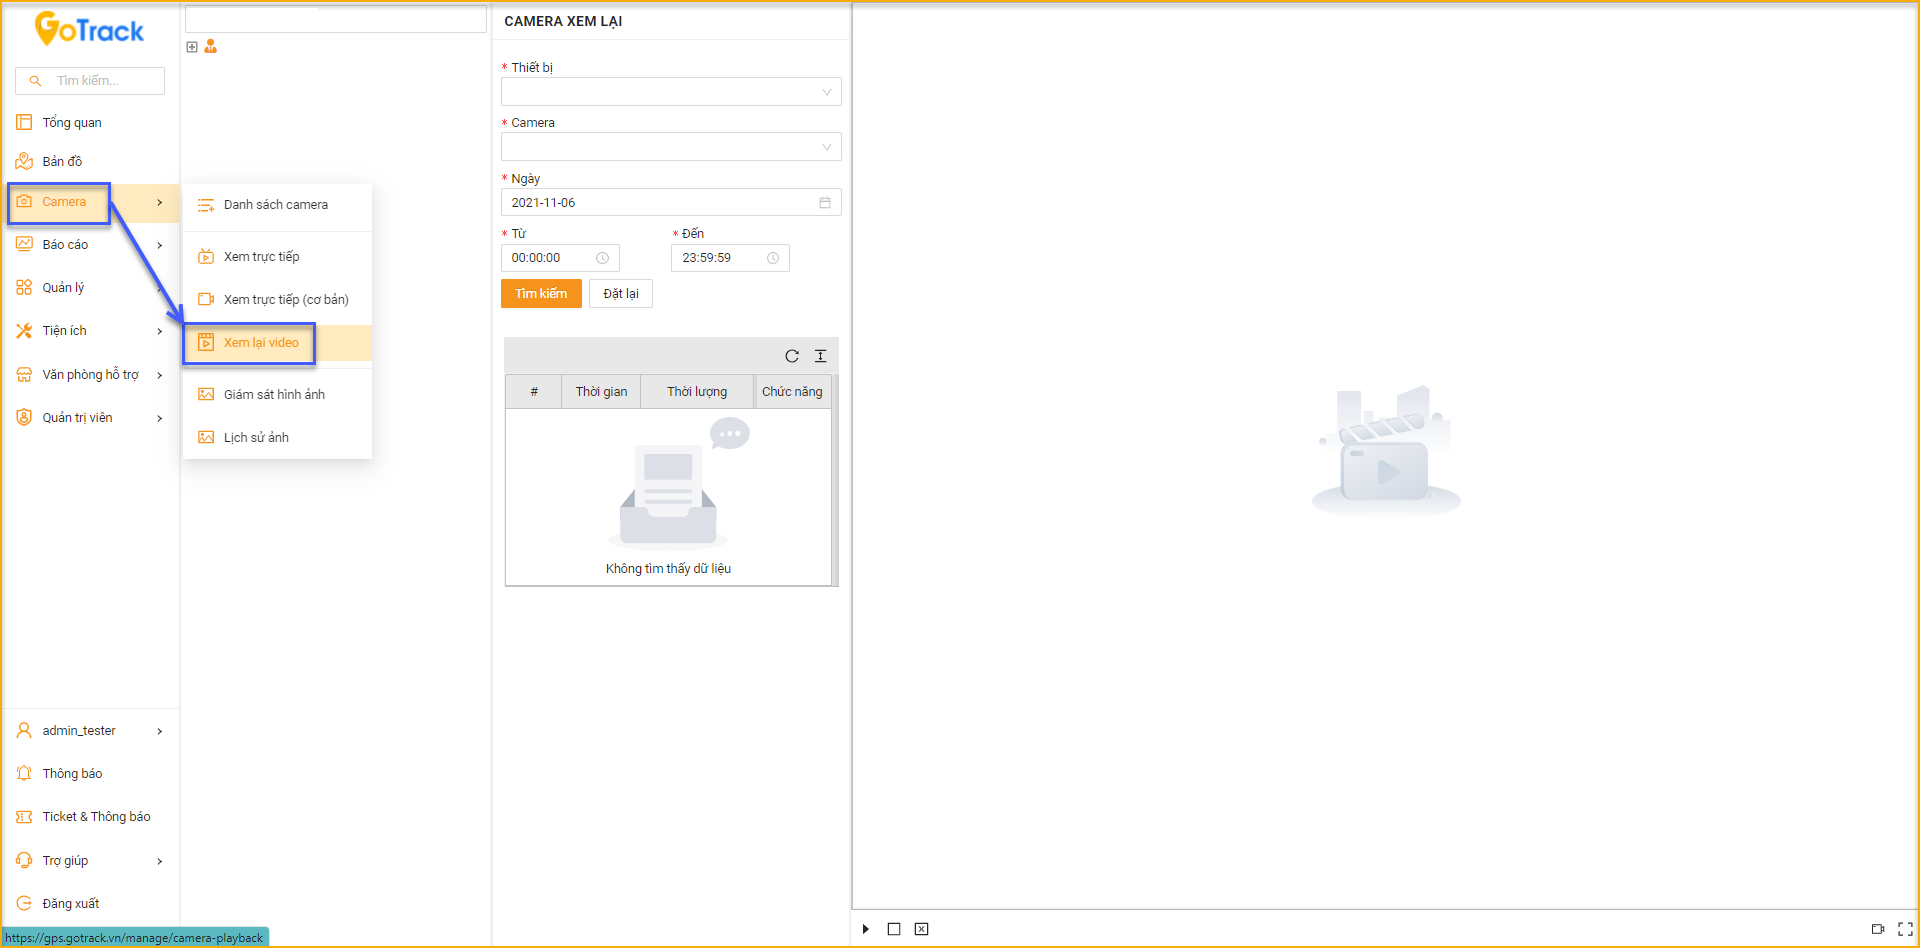 GoTrack
Tìm kiếm...
Tổng quan
Bản đồ
Camera
Báo cáo
Quản lý
Tiện ích
Văn phòng hỗ trợ
Quản trị viên
admin_tester
Thông báo
Ticket & Thông báo
Trợ giúp
Đăng xuất
https://gps.gotrack.vn/manage/camera-playback
Danh sách camera
Xem trực tiếp
Xem trực tiếp (cơ bản)
Xem lại video
Giám sát hình ảnh
Lịch sử ảnh
CAMERA XEM LẠI
* Thiết bị
* Camera
* Ngày
2021-11-06
* Từ
* Đến
00:00:00
23:59:59
Tìm kiếm
Đặt lại
# Thời gian Thời lượng Chức năng
Không tìm thấy dữ liệu